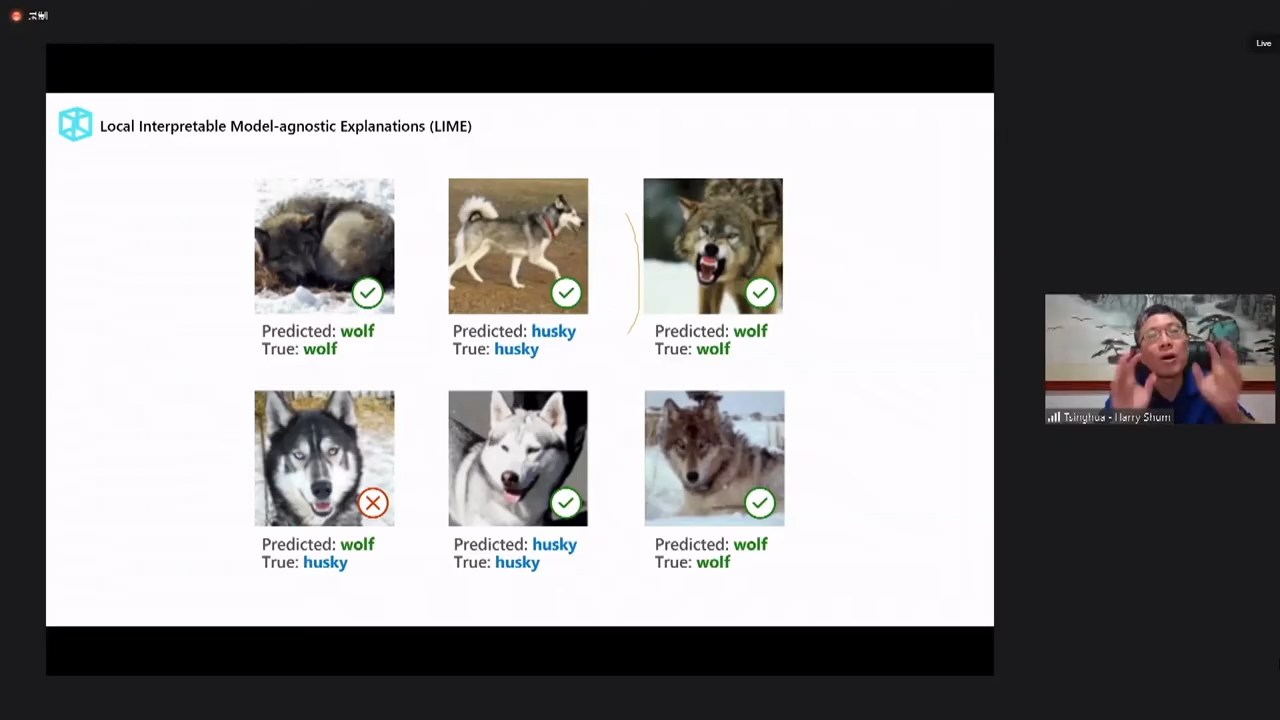 Live
Local Interpretable Model-agnostic Explanations (LIME)
Predicted: wolf
True: wolf
Predicted: husky
True: husky
Predicted: wolf
True: wolf
Predicted: wolf
True: husky
Predicted: husky
True: husky
Predicted: wolf
True: wolf
Tsinghua - Harry Shum